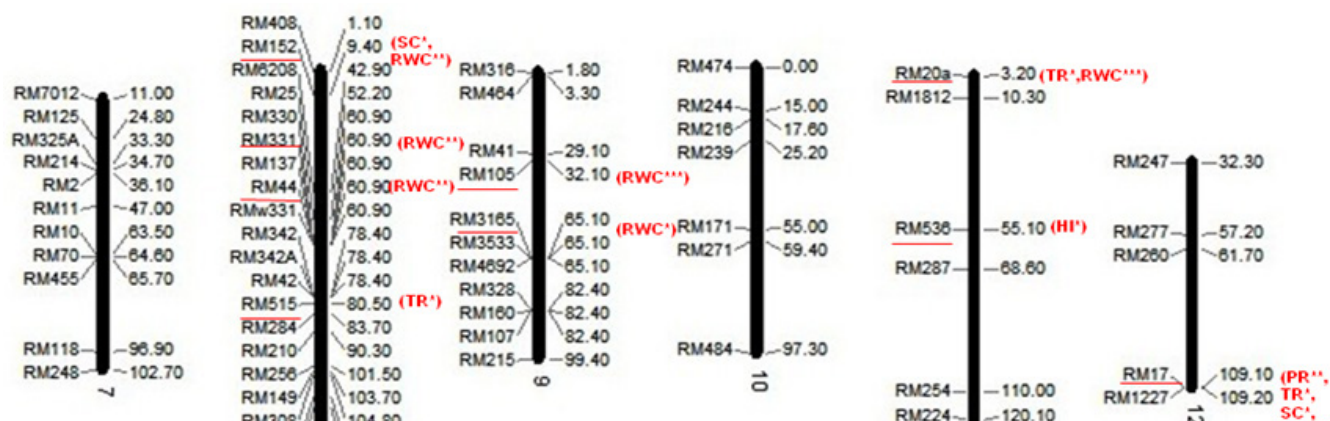 RM7012 11.00
RM125 24.80
RM325A 33.30
RM214 34.70
RM2 36.10
RM11 47.00
RM10 63.50
RM70 64.60
RM455 65.70
RM118 96.90
RM248 102.70
7
RM408 1.10
RM152 9.40 (SC*,
RM6208 42.90 RWC**)
RM25 52.20
RM330 60.90
RM331 60.90 (RWC**)
RM137 60.90
RM44 60.90 (RWC**)
RMw331 60.90
RM342 78.40
RM342A 78.40
RM42 78.40
RM515 80.50 (TR*)
RM284 83.70
RM210 90.30
RM256 101.50
RM149 103.70
RM308 104.80
RM316 1.80
RM464 3.30
RM41 29.10
RM105 32.10 (RWC***)
RM3165 65.10 (RWC*)
RM3533 65.10
RM4692 65.10
RM328 82.40
RM160 82.40
RM107 82.40
RM215 99.40
9
RM474 0.00
RM244 15.00
RM216 17.60
RM239 25.20
RM171 55.00
RM271 59.40
RM484 97.30
10
RM20a 3.20 (TR*,RWC***)
RM1812 10.30
RM536 55.10 (HI*)
RM287 68.60
RM254 110.00
RM224 120.10
RM247 32.30
RM277 57.20
RM260 61.70
RM17 109.10 (PR**,
RM1227 109.20 TR*,
SC*,
12